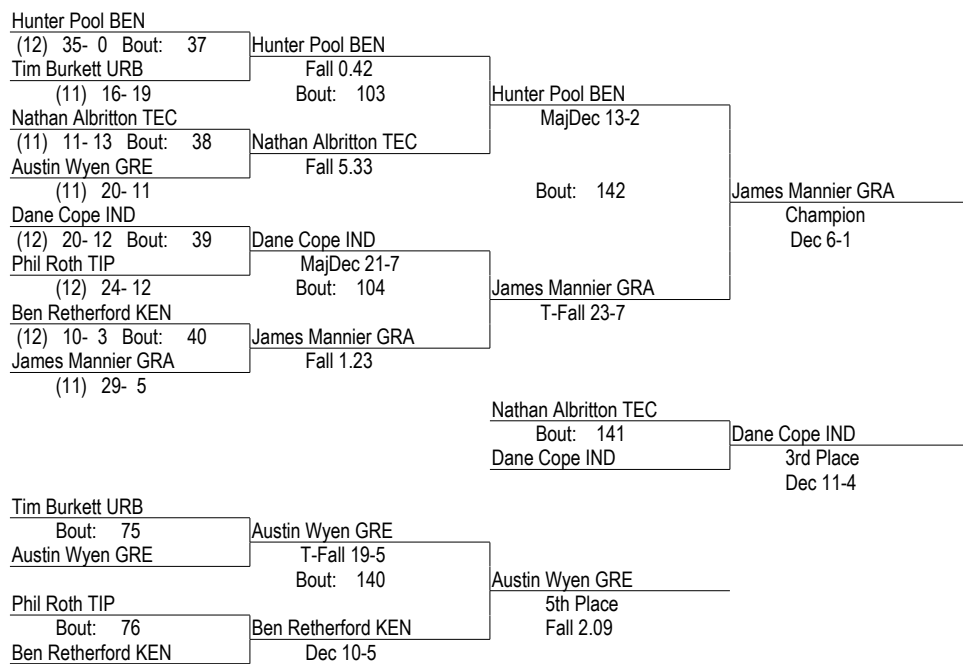 Hunter Pool BEN
(12) 35- 0 Bout: 37 Hunter Pool BEN
Tim Burkett URB Fall 0.42
(11) 16- 19 Bout: 103 Hunter Pool BEN
Nathan Albritton TEC MajDec 13-2
(11) 11- 13 Bout: 38 Nathan Albritton TEC
Austin Wyen GRE Fall 5.33
(11) 20- 11 Bout: 142 James Mannier GRA
Dane Cope IND Champion
(12) 20- 12 Bout: 39 Dane Cope IND Dec 6-1
Phil Roth TIP MajDec 21-7
(12) 24- 12 Bout: 104 James Mannier GRA
Ben Retherford KEN T-Fall 23-7
(12) 10- 3 Bout: 40 James Mannier GRA
James Mannier GRA Fall 1.23
(11) 29- 5
Nathan Albritton TEC
Bout: 141 Dane Cope IND
Dane Cope IND 3rd Place
Dec 11-4
Tim Burkett URB
Bout: 75 Austin Wyen GRE
Austin Wyen GRE T-Fall 19-5
Bout: 140 Austin Wyen GRE
Phil Roth TIP 5th Place
Bout: 76 Ben Retherford KEN Fall 2.09
Ben Retherford KEN Dec 10-5